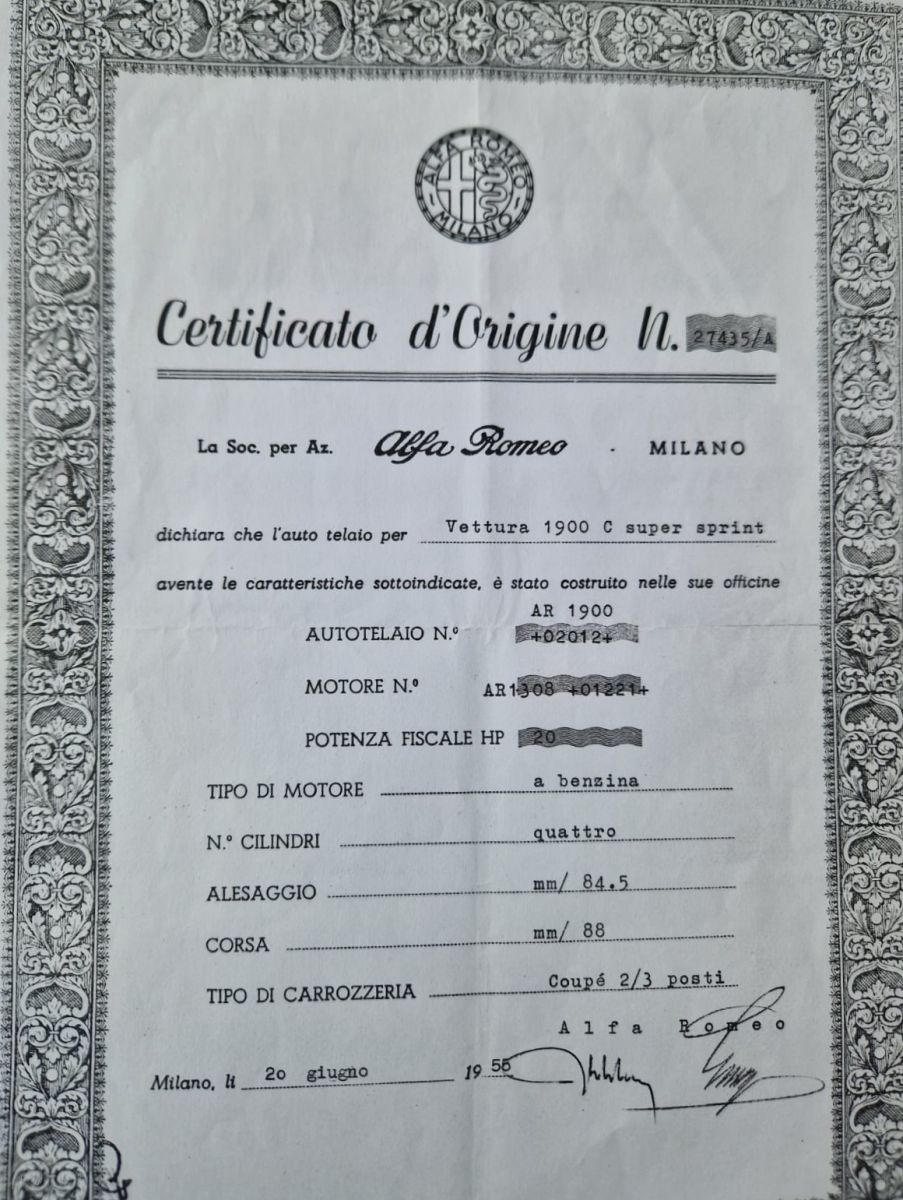 ALFA ROMEO
MILANO
Certificato d'Origine N. 27435/A
La Soc. per Az. Alfa Romeo - MILANO
dichiara che l'auto telaio per Vettura 1900 C super sprint
avente le caratteristiche sottoindicate, è stato costruito nelle sue officine
AR 1900
AUTOTELAIO N.º +02012+
MOTORE N.º AR1308 +01221+
POTENZA FISCALE HP 20
TIPO DI MOTORE a benzina
N.º CILINDRI quattro
ALESAGGIO mm/ 84.5
CORSA mm/ 88
TIPO DI CARROZZERIA Coupé 2/3 posti
Alfa Romeo
Milano, li 20 giugno 19